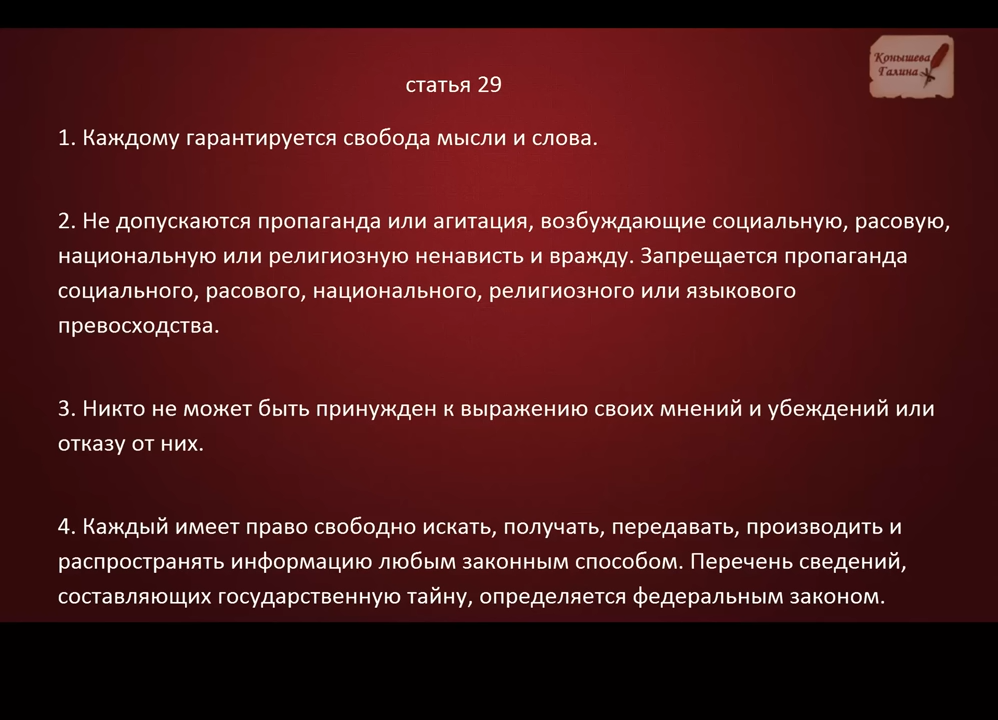 Конышева
Галина
статья 29
1. Каждому гарантируется свобода мысли и слова.
2. Не допускаются пропаганда или агитация, возбуждающие социальную, расовую,
национальную или религиозную ненависть и вражду. Запрещается пропаганда
социального, расового, национального, религиозного или языкового
превосходства.
3. Никто не может быть принужден к выражению своих мнений и убеждений или
отказу от них.
4. Каждый имеет право свободно искать, получать, передавать, производить и
распространять информацию любым законным способом. Перечень сведений,
составляющих государственную тайну, определяется федеральным законом.